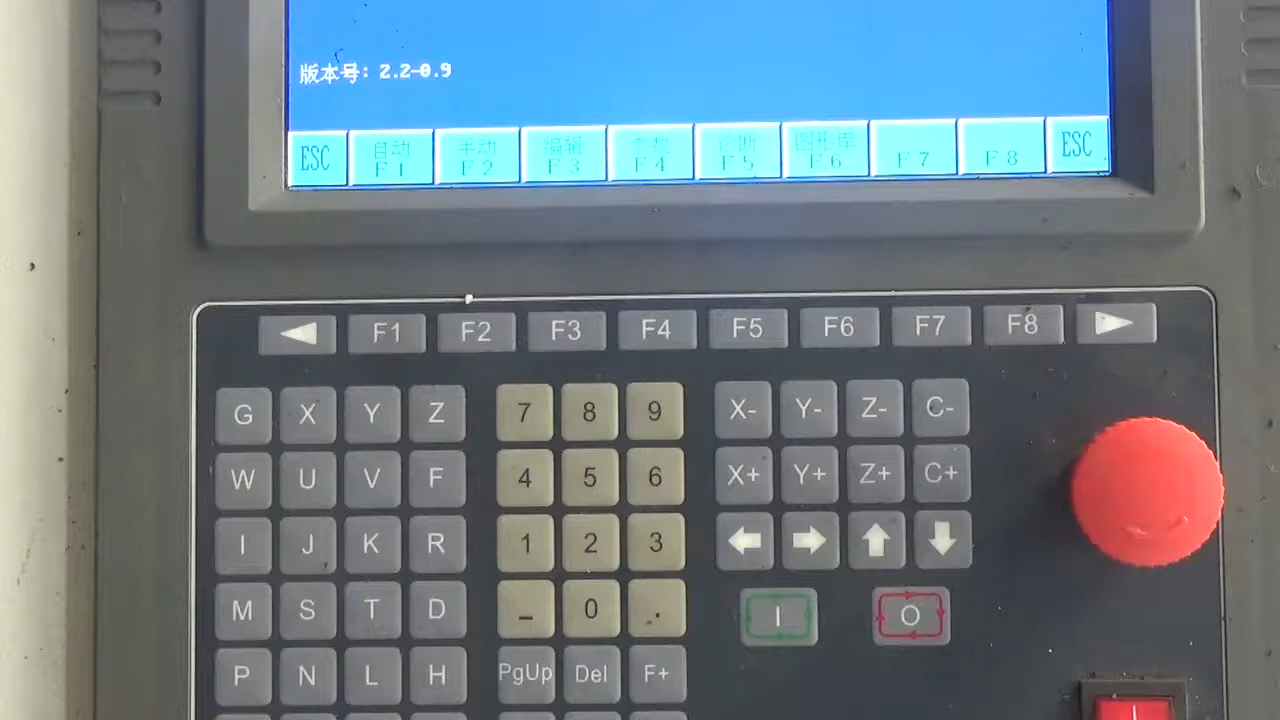 版本号: 2.2-0.9
ESC 自动 手动 编辑 参数 诊断 图形库 ESC
F1 F2 F3 F4 F5 F6 F7 F8
F1 F2 F3 F4 F5 F6 F7 F8
G X Y Z 7 8 9 X- Y- Z- C-
W U V F 4 5 6 X+ Y+ Z+ C+
I J K R 1 2 3
M S T D - 0 . I O
P N L H PgUp Del F+